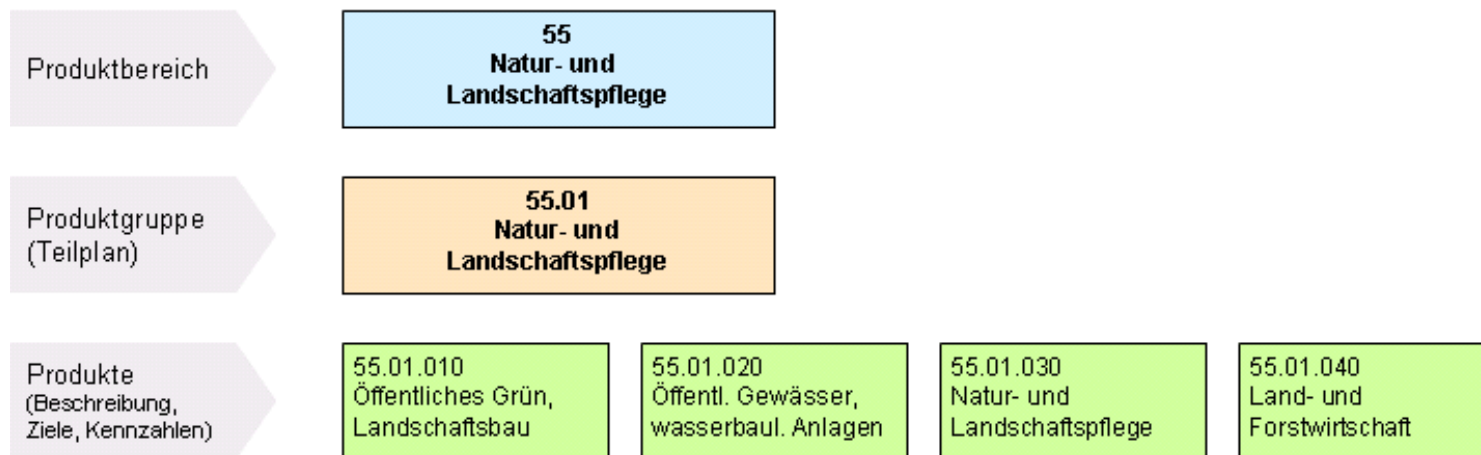 Produktbereich
55
Natur- und
Landschaftspflege
Produktgruppe
(Teilplan)
55.01
Natur- und
Landschaftspflege
Produkte
(Beschreibung,
Ziele, Kennzahlen)
55.01.010
Öffentliches Grün,
Landschaftsbau
55.01.020
Öffentl. Gewässer,
wasserbaul. Anlagen
55.01.030
Natur- und
Landschaftspflege
55.01.040
Land- und
Forstwirtschaft